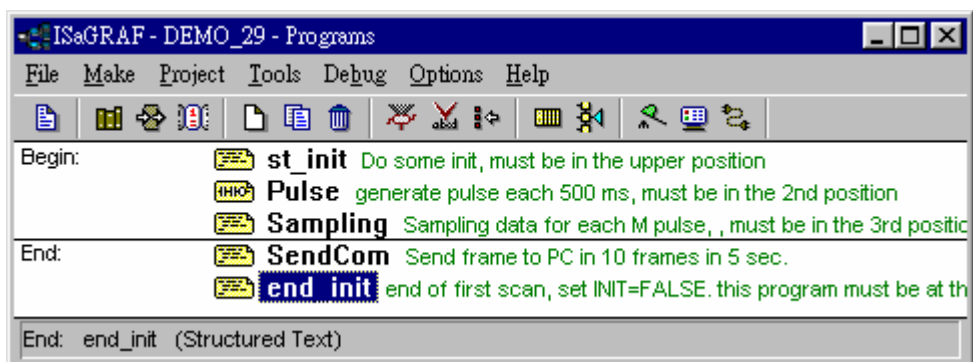 ISaGRAF - DEMO_29 - Programs
File Make Project Tools Debug Options Help
Begin: st_init Do some init, must be in the upper position
Pulse generate pulse each 500 ms, must be in the 2nd position
Sampling Sampling data for each M pulse, , must be in the 3rd positio
End: SendCom Send frame to PC in 10 frames in 5 sec.
end_init end of first scan, set INIT=FALSE. this program must be at th
End: end_init (Structured Text)